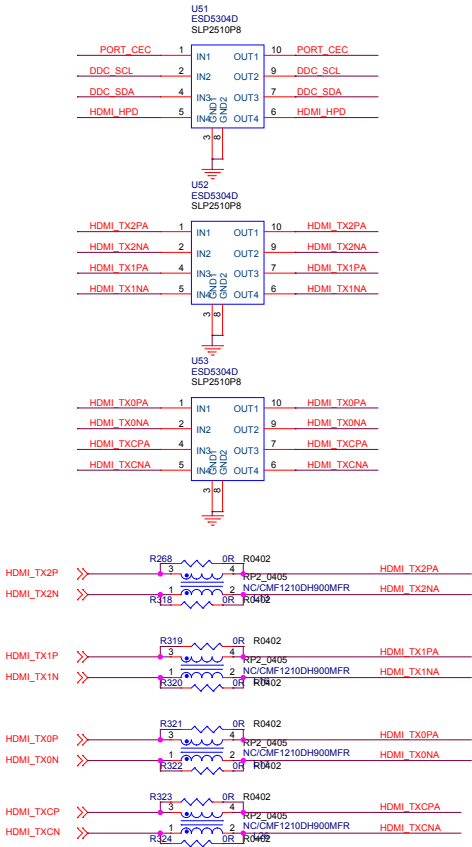 U51
ESD5304D
SLP2510P8
PORT_CEC 1 IN1 OUT1 10 PORT_CEC
DDC_SCL 2 IN2 OUT2 9 DDC_SCL
DDC_SDA 4 IN3 OUT3 7 DDC_SDA
HDMI_HPD 5 IN4 OUT4 6 HDMI_HPD
GND1 GND2
3 8
U52
ESD5304D
SLP2510P8
HDMI_TX2PA 1 IN1 OUT1 10 HDMI_TX2PA
HDMI_TX2NA 2 IN2 OUT2 9 HDMI_TX2NA
HDMI_TX1PA 4 IN3 OUT3 7 HDMI_TX1PA
HDMI_TX1NA 5 IN4 OUT4 6 HDMI_TX1NA
GND1 GND2
3 8
U53
ESD5304D
SLP2510P8
HDMI_TX0PA 1 IN1 OUT1 10 HDMI_TX0PA
HDMI_TX0NA 2 IN2 OUT2 9 HDMI_TX0NA
HDMI_TXCPA 4 IN3 OUT3 7 HDMI_TXCPA
HDMI_TXCNA 5 IN4 OUT4 6 HDMI_TXCNA
GND1 GND2
3 8
R268 0R R0402
HDMI_TX2P 3 4 RP2_0405 HDMI_TX2PA
HDMI_TX2N 1 2 NC/CMF1210DH900MFR HDMI_TX2NA
R318 0R R0402
R319 0R R0402
HDMI_TX1P 3 4 RP2_0405 HDMI_TX1PA
HDMI_TX1N 1 2 NC/CMF1210DH900MFR HDMI_TX1NA
R320 0R R0402
R321 0R R0402
HDMI_TX0P 3 4 RP2_0405 HDMI_TX0PA
HDMI_TX0N 1 2 NC/CMF1210DH900MFR HDMI_TX0NA
R322 0R R0402
R323 0R R0402
HDMI_TXCP 3 4 RP2_0405 HDMI_TXCPA
HDMI_TXCN 1 2 NC/CMF1210DH900MFR HDMI_TXCNA
R324 0R R0402